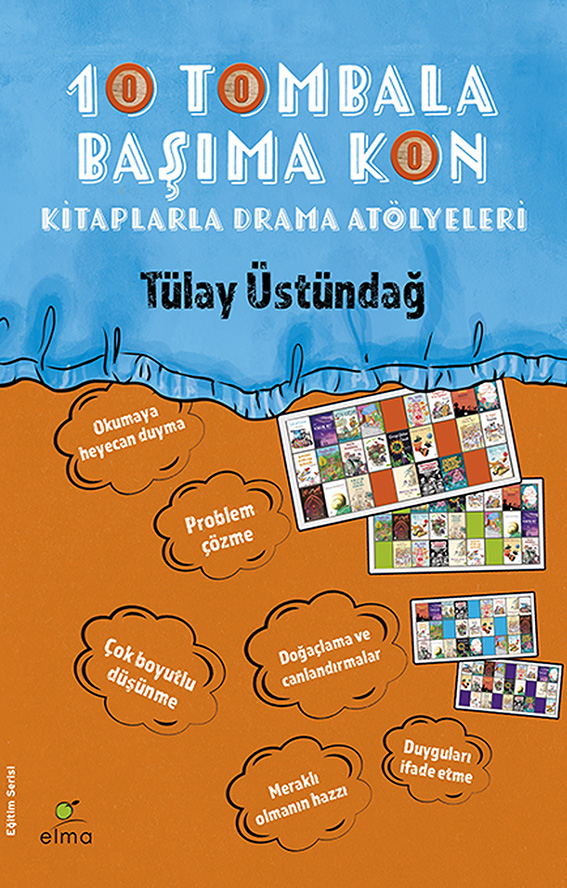 10 TOMBALA
BAŞIMA KON
KİTAPLARLA DRAMA ATÖLYELERİ
Tülay Üstündağ
Okumaya
heyecan duyma
Problem
çözme
Çok boyutlu
düşünme
Doğaçlama ve
canlandırmalar
Duyguları
ifade etme
Meraklı
olmanın hazzı
Eğitim Serisi
elma